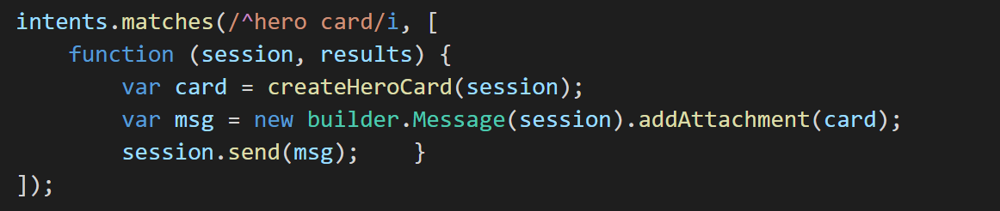 intents.matches(/^hero card/i, [
    function (session, results) {
        var card = createHeroCard(session);
        var msg = new builder.Message(session).addAttachment(card);
        session.send(msg);    }
]);